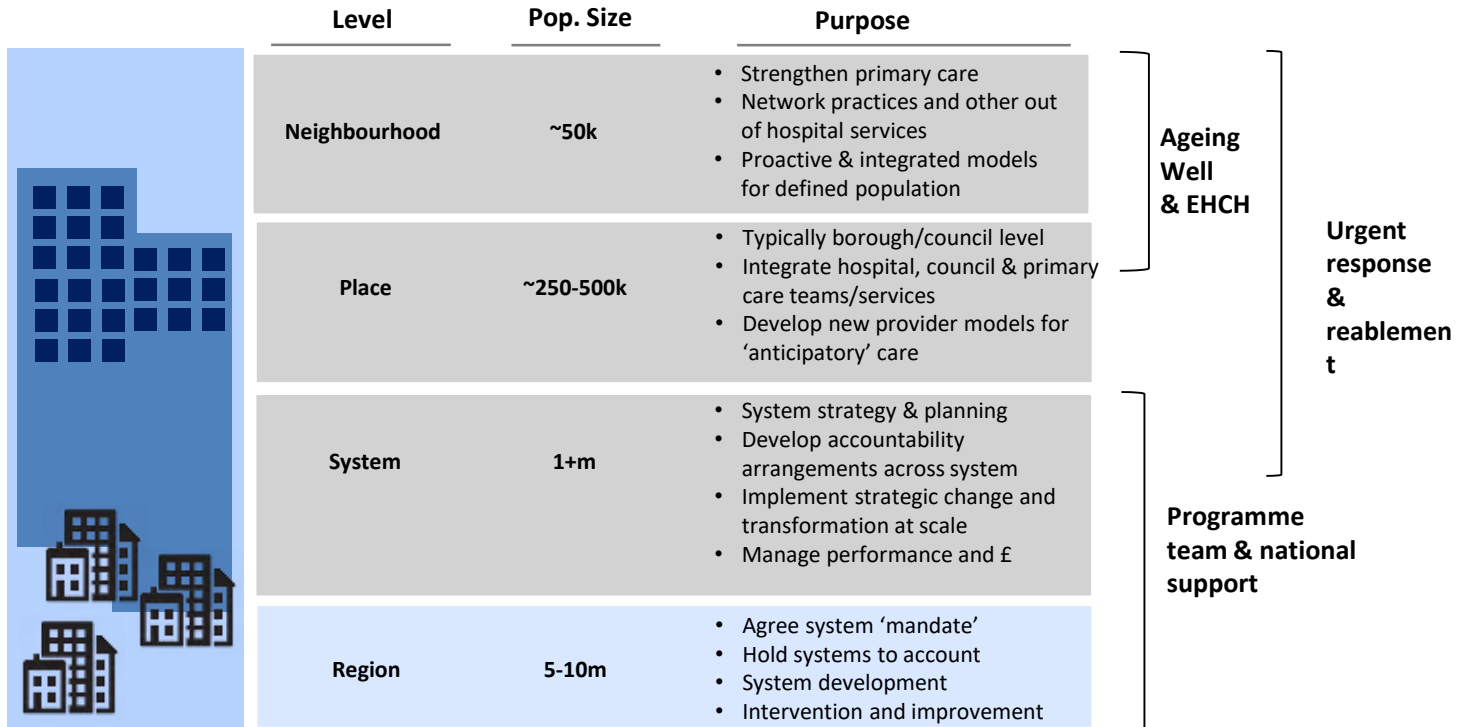 Level Pop. Size Purpose
Neighbourhood ~50k
• Strengthen primary care
• Network practices and other out
of hospital services
• Proactive & integrated models
for defined population
Place ~250-500k
• Typically borough/council level
• Integrate hospital, council & primary
care teams/services
• Develop new provider models for
‘anticipatory’ care
System 1+m
• System strategy & planning
• Develop accountability
arrangements across system
• Implement strategic change and
transformation at scale
• Manage performance and £
Region 5-10m
• Agree system ‘mandate’
• Hold systems to account
• System development
• Intervention and improvement
Ageing
Well
& EHCH
Urgent
response
&
reablemen
t
Programme
team & national
support